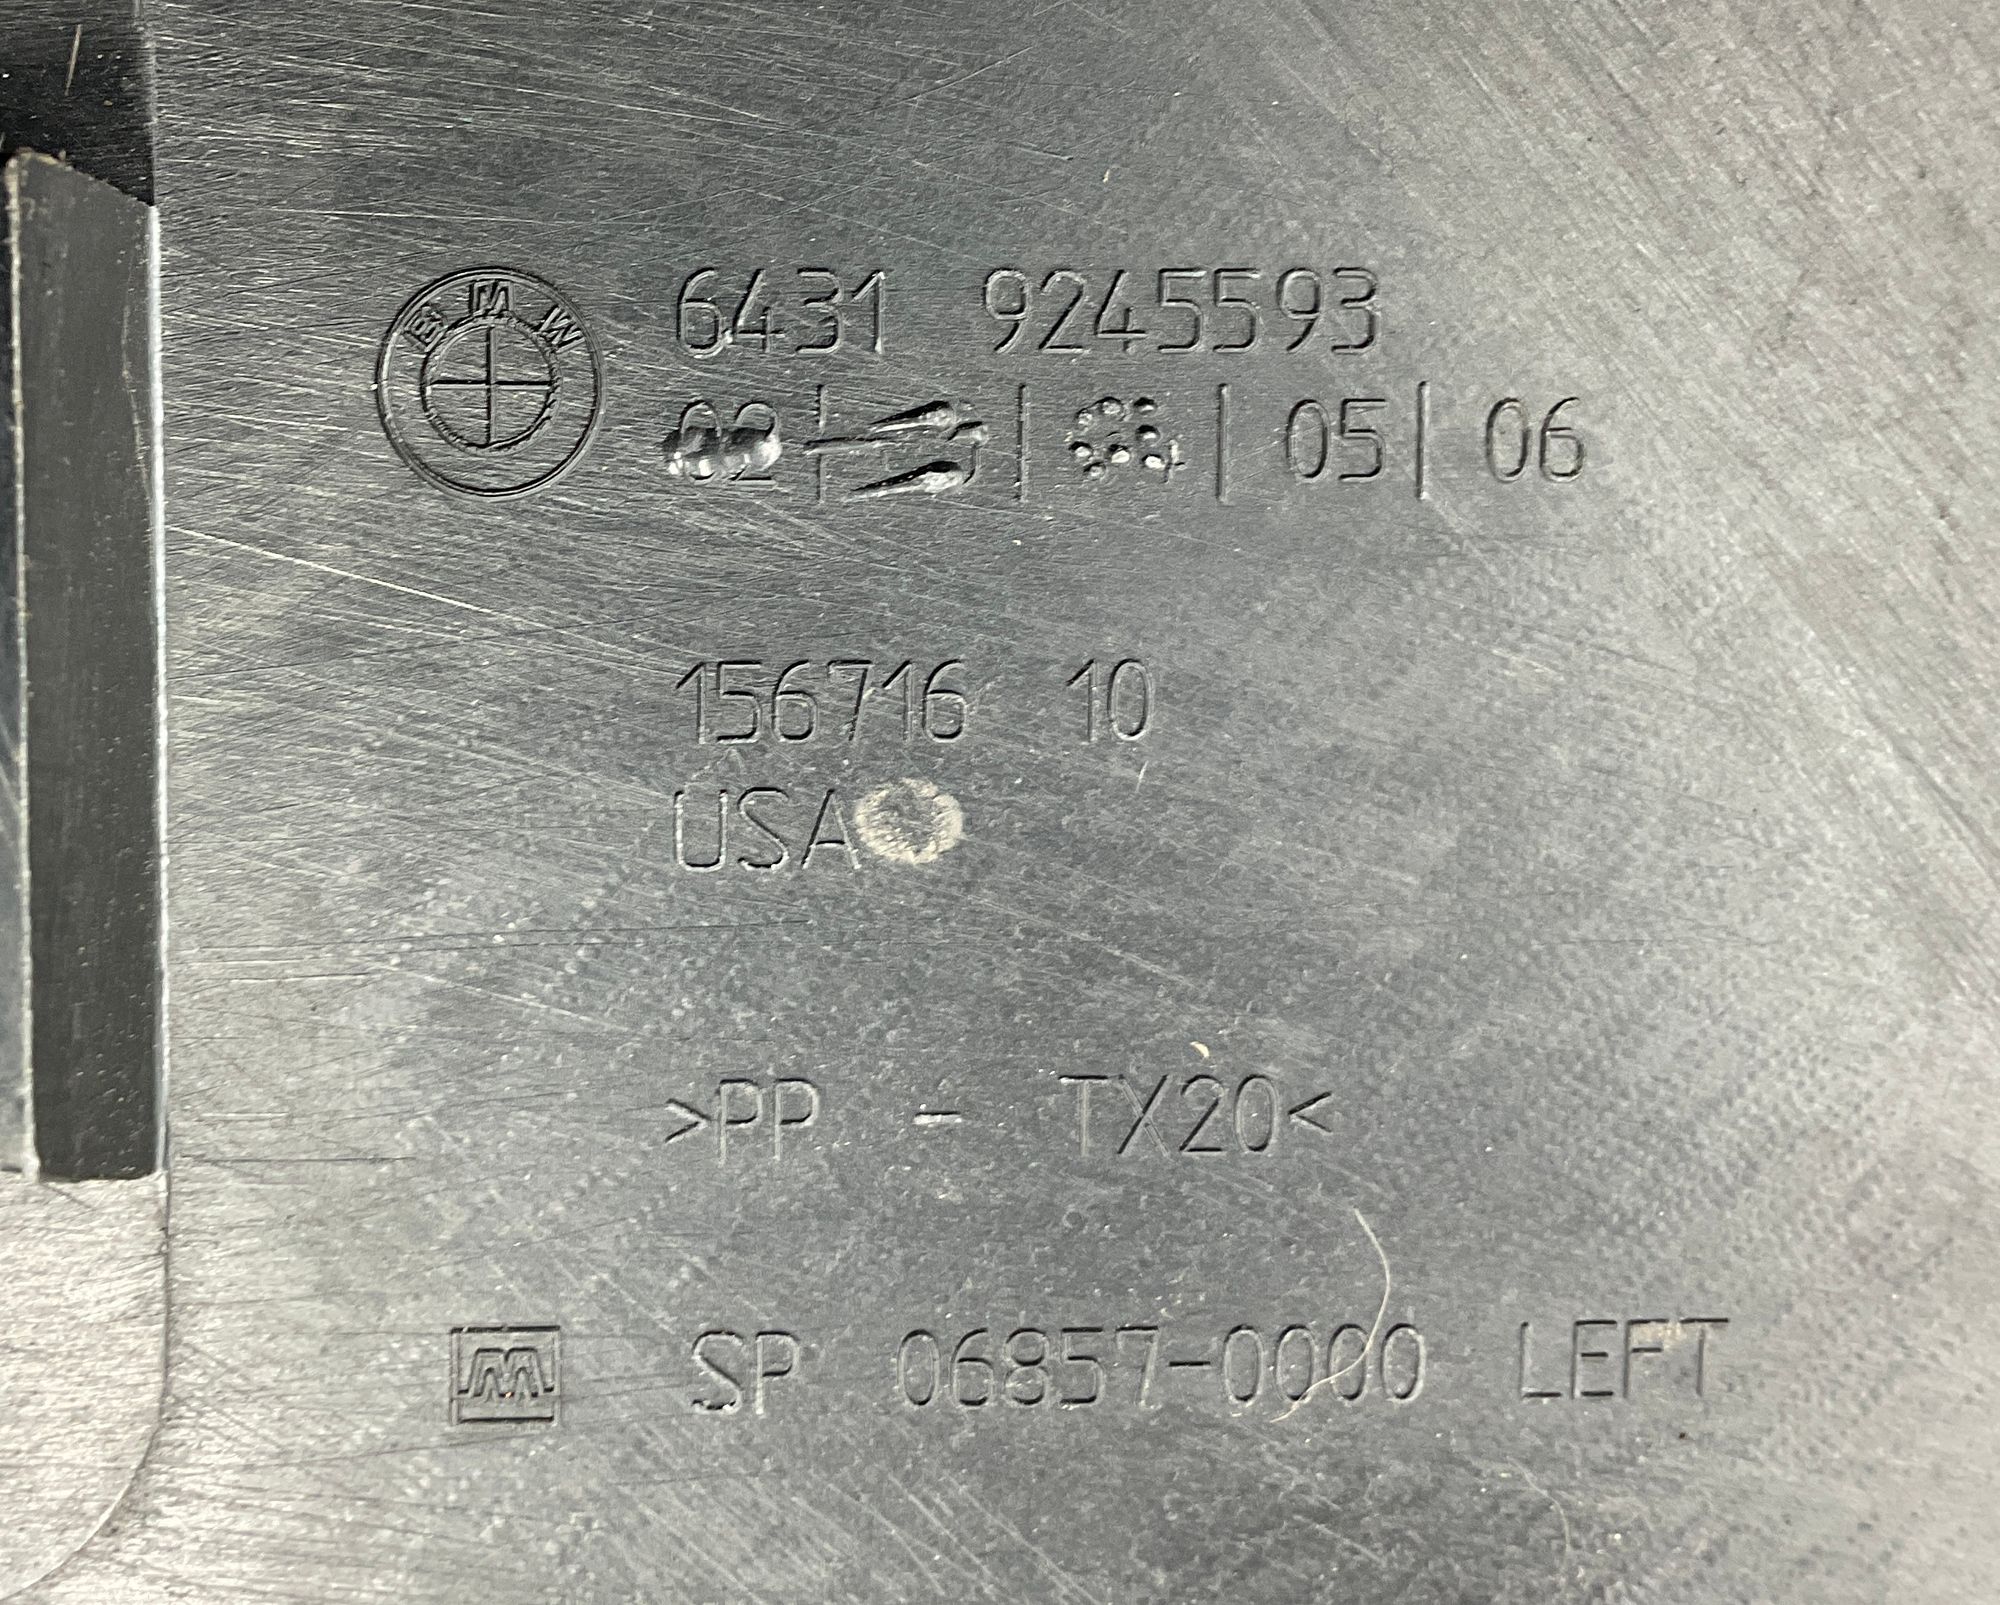 BMW 6431 9245593
02 | | | 05 | 06
156716 10
USA
>PP - TX20<
M SP 06857-0000 LEFT